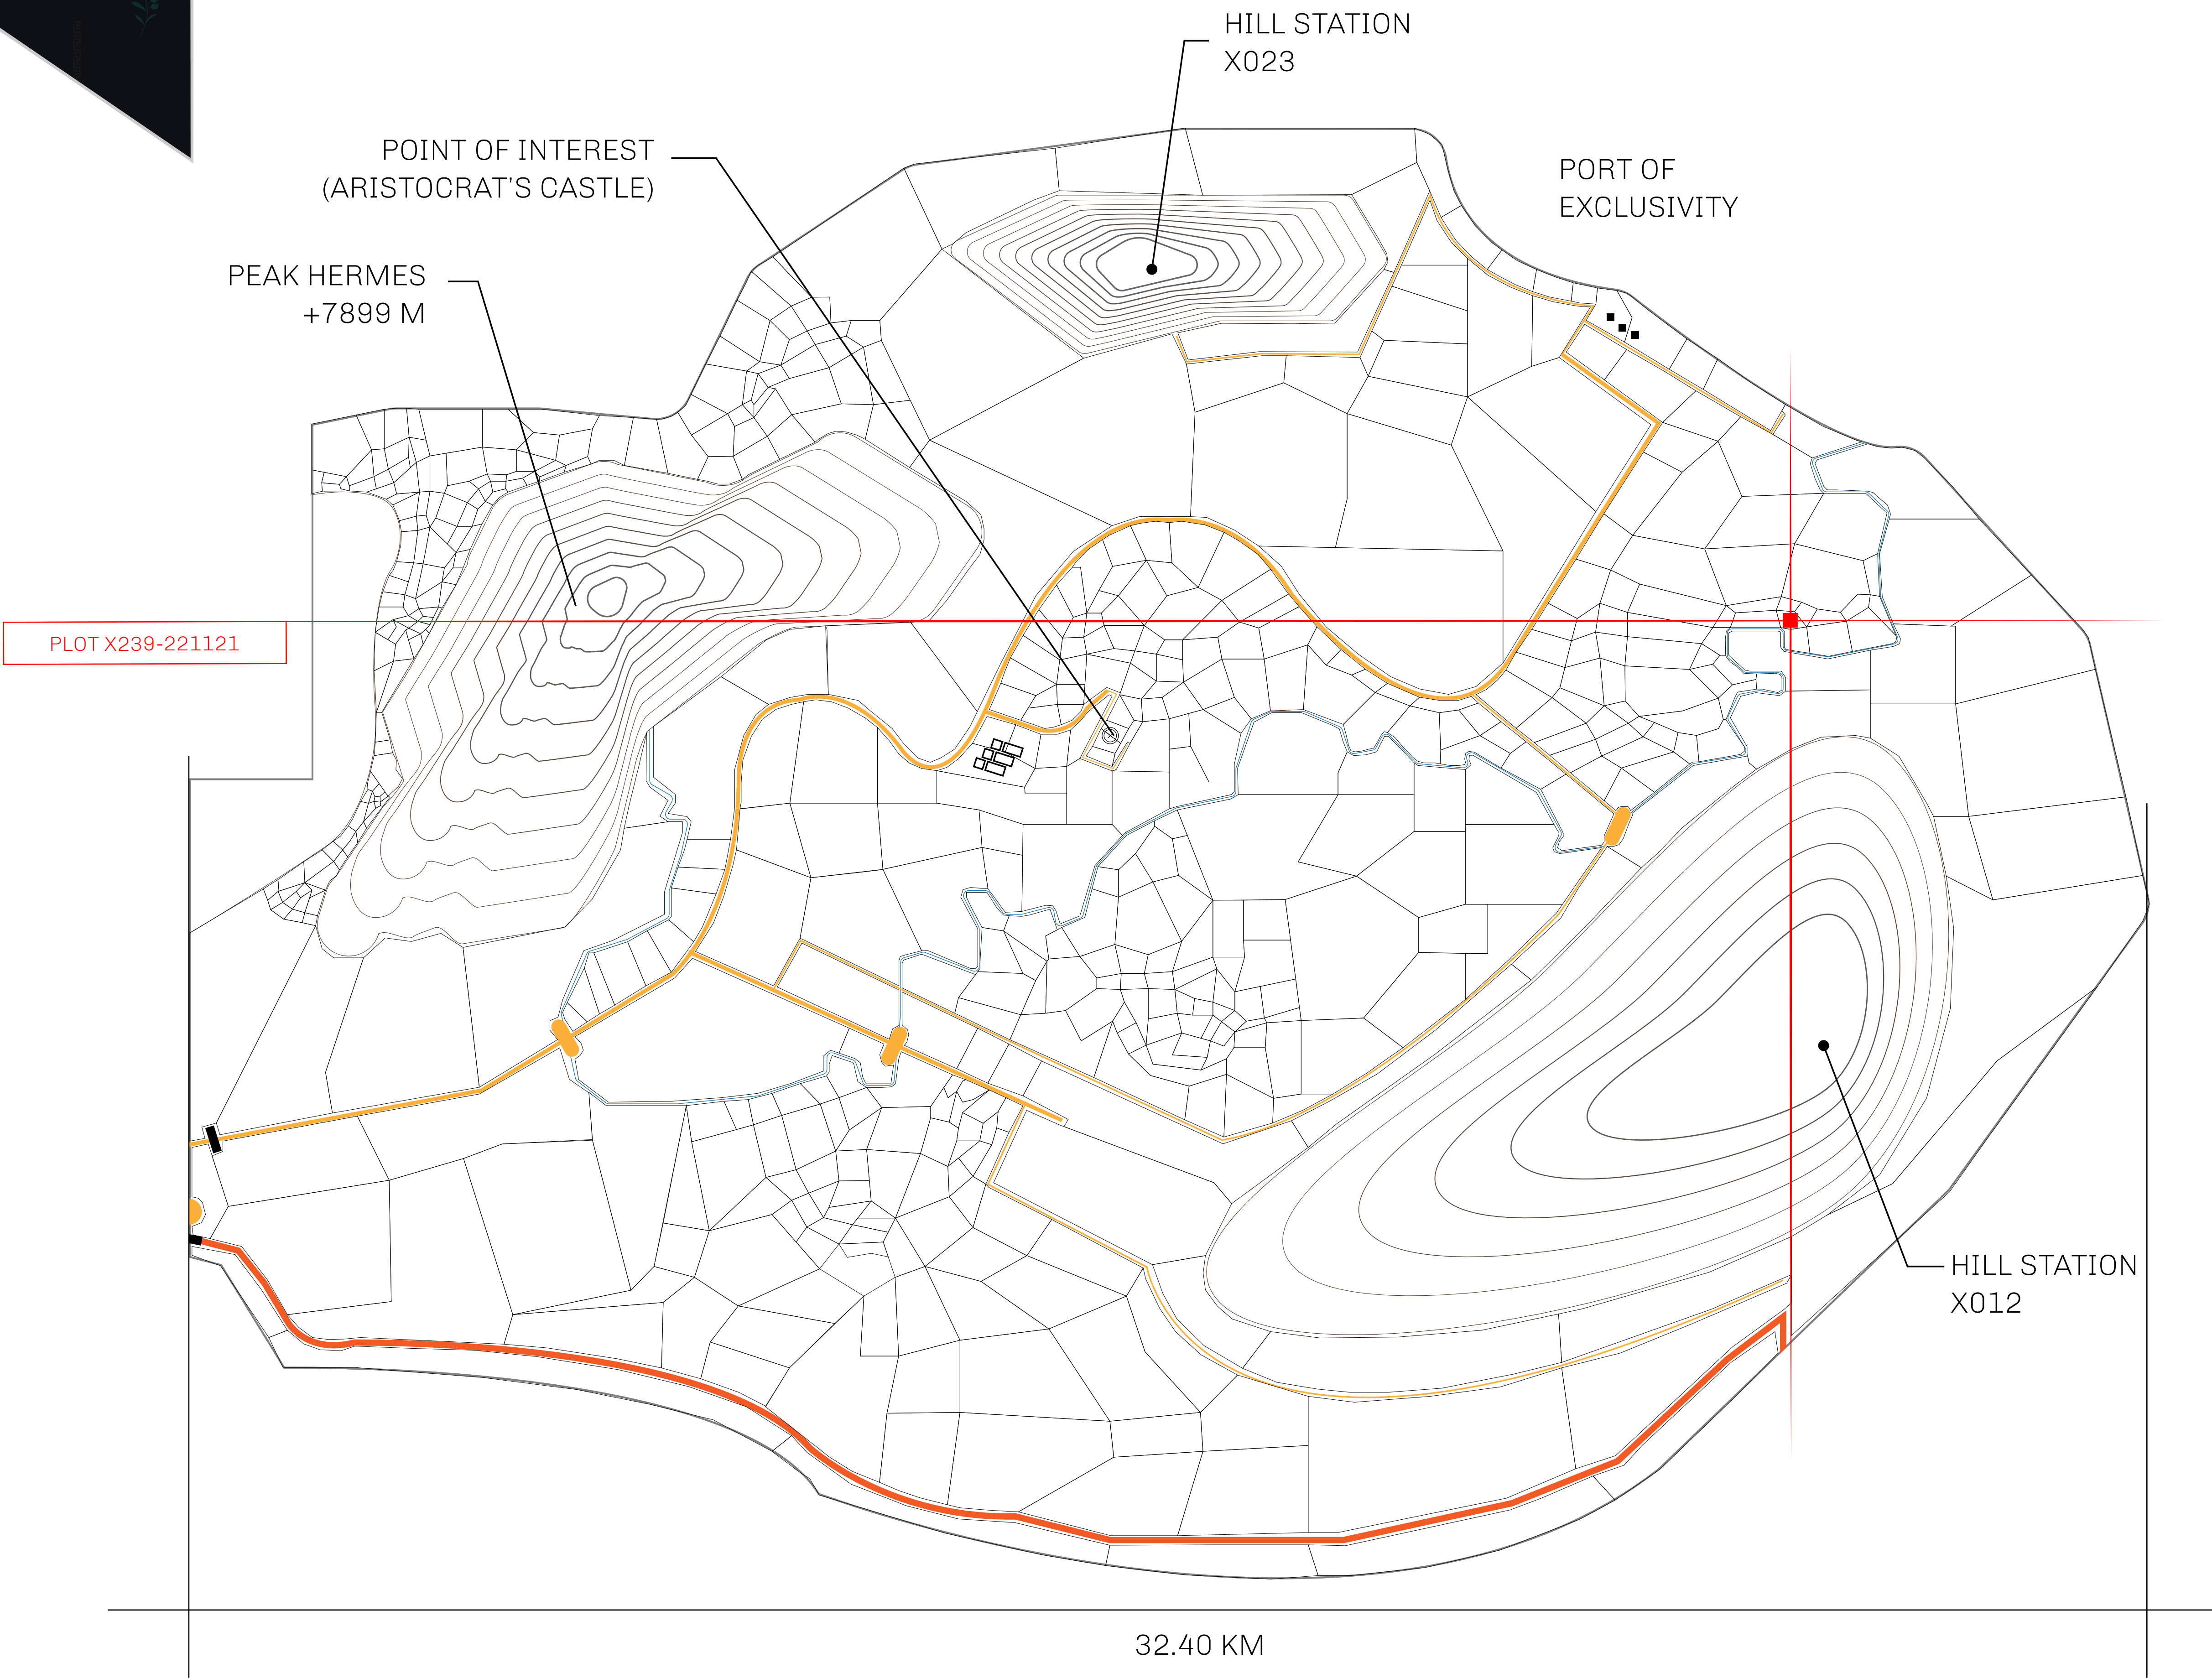 HILL STATION
X023
POINT OF INTEREST
(ARISTOCRAT'S CASTLE)
PORT OF
EXCLUSIVITY
PEAK HERMES
+7899 M
PLOT X239-221121
HILL STATION
X012
32.40 KM